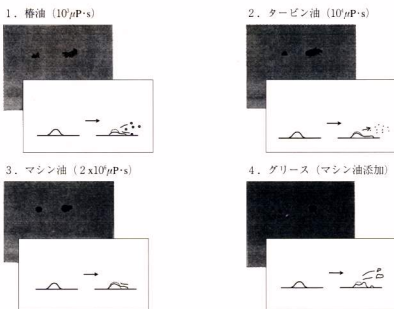 1. 椿油 (10⁵μP·s)
2. タービン油 (10⁶μP·s)
3. マシン油 (2x10⁶μP·s)
4. グリース (マシン油添加)